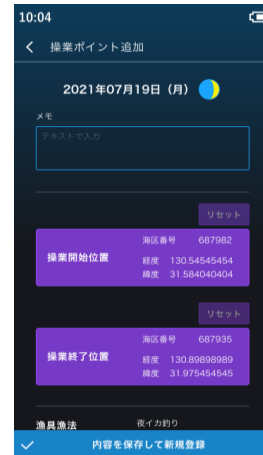 10:04
操業ポイント追加
2021年07月19日（月）
メモ
テキストで入力
リセット
操業開始位置
海区番号 687982
経度 130.54545454
緯度 31.584040404
リセット
操業終了位置
海区番号 687935
経度 130.89898989
緯度 31.975454545
漁具漁法 夜イカ釣り
内容を保存して新規登録